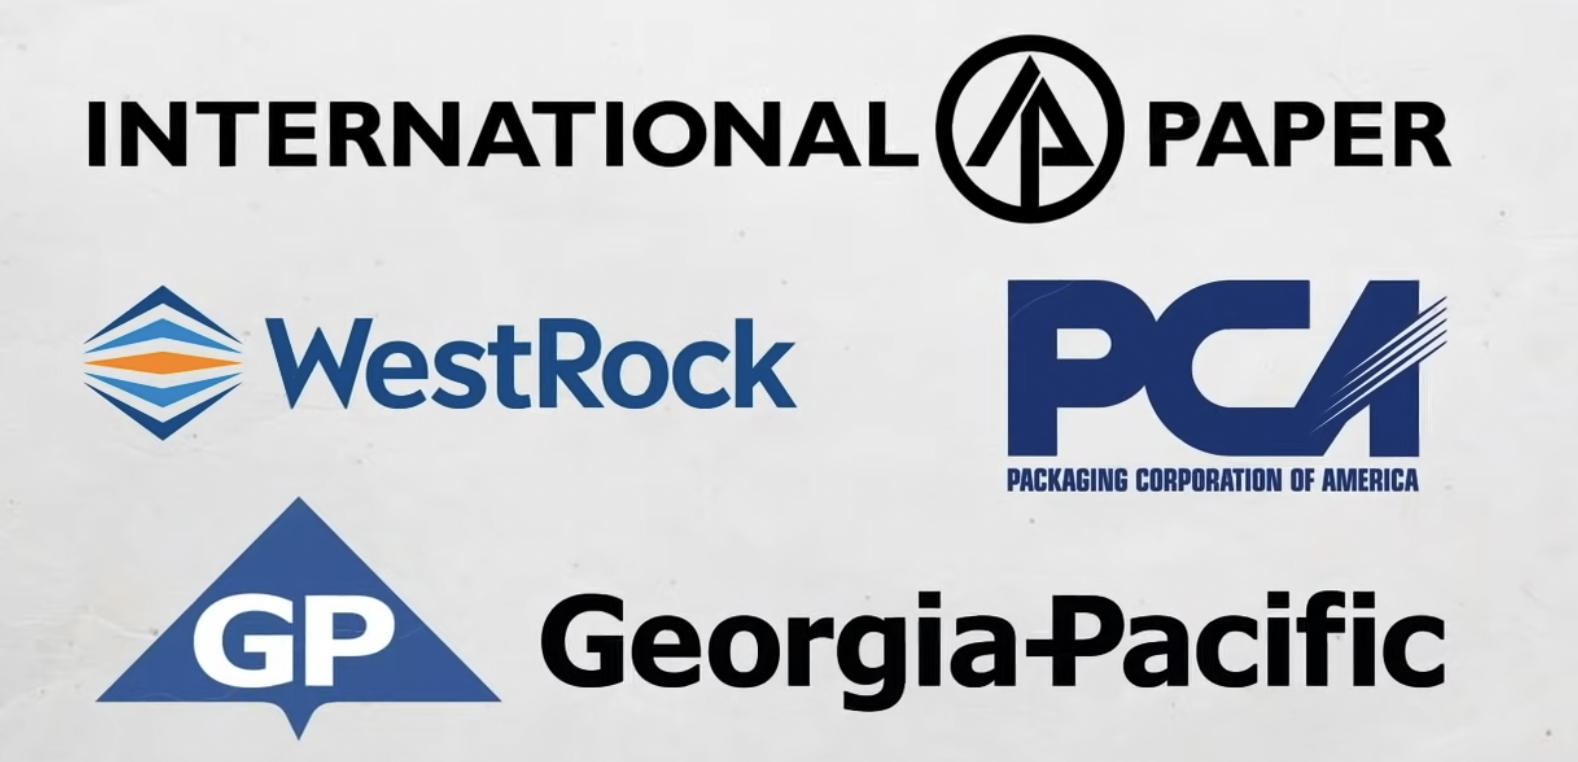 INTERNATIONAL PAPER
WestRock
PCA
PACKAGING CORPORATION OF AMERICA
GP
Georgia-Pacific